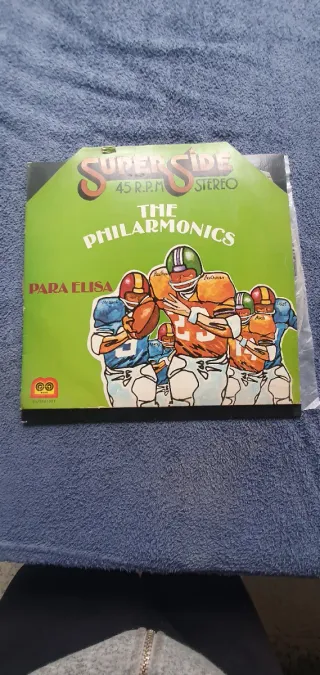 SUPER SIDE
45 R.P.M STEREO
THE
PHILARMONICS
PARA ELISA